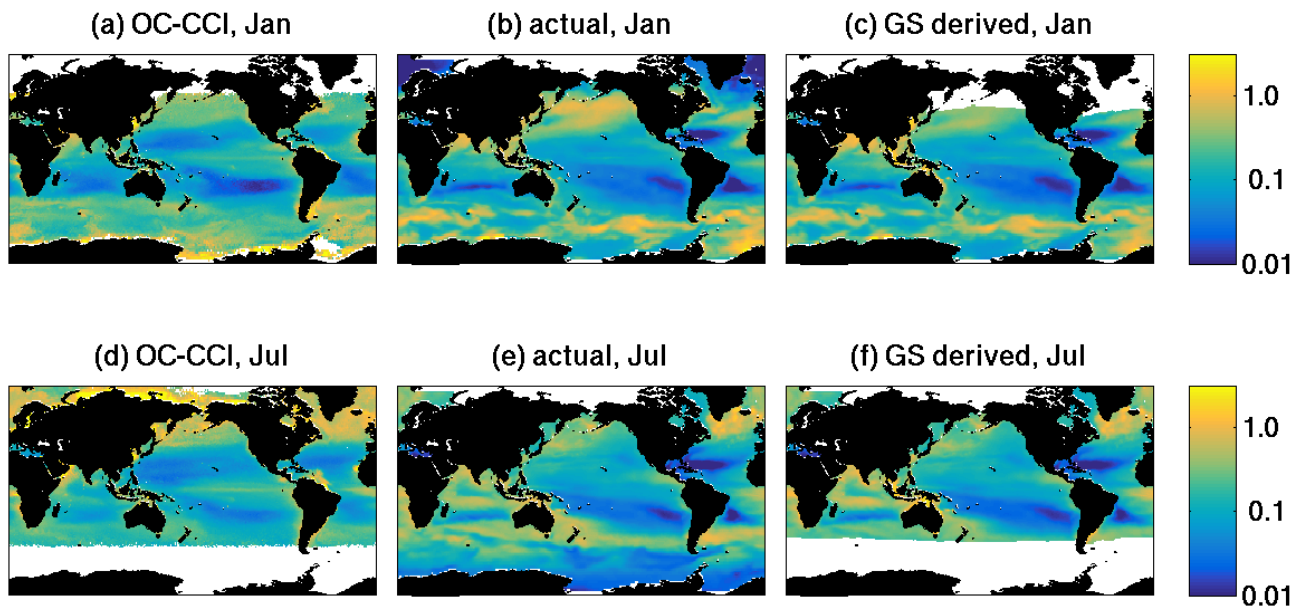 (a) OC-CCI, Jan
(b) actual, Jan
(c) GS derived, Jan
1.0
0.1
0.01
(d) OC-CCI, Jul
(e) actual, Jul
(f) GS derived, Jul
1.0
0.1
0.01